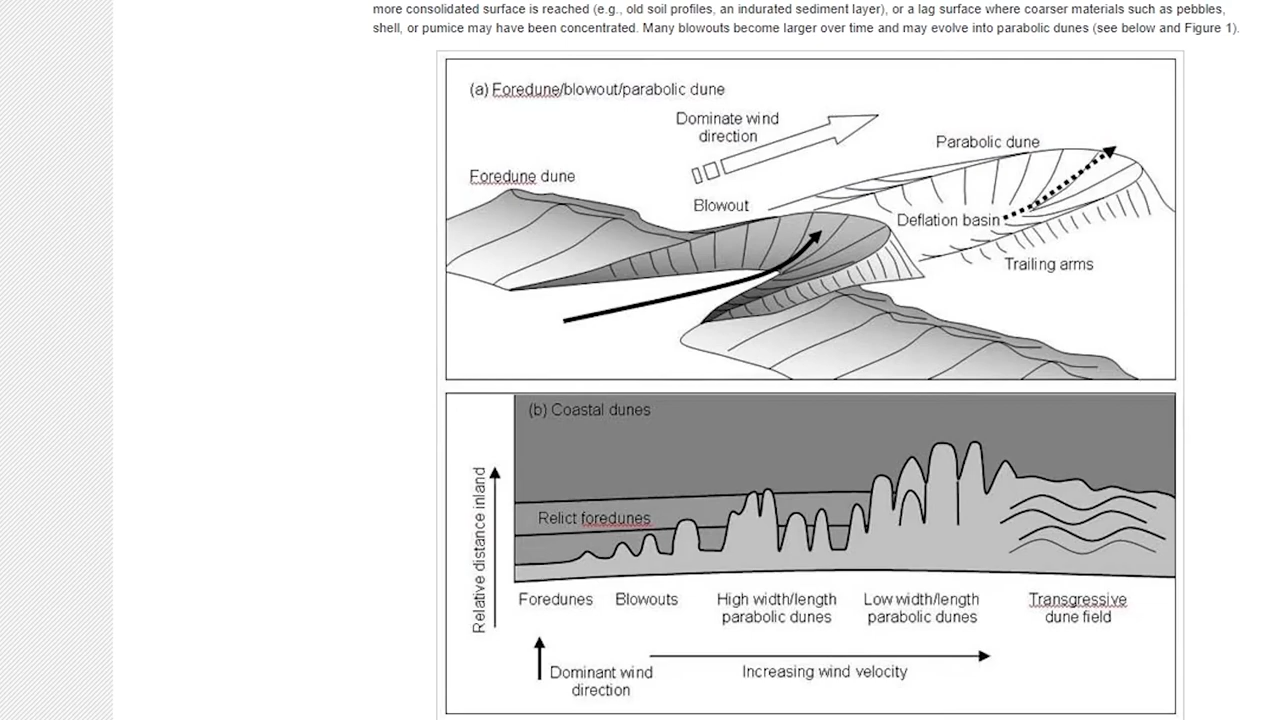 more consolidated surface is reached (e.g., old soil profiles, an indurated sediment layer), or a lag surface where coarser materials such as pebbles,
shell, or pumice may have been concentrated. Many blowouts become larger over time and may evolve into parabolic dunes (see below and Figure 1).
(a) Foredune/blowout/parabolic dune
Dominate wind
direction
Parabolic dune
Foredune dune
Blowout
Deflation basin
Trailing arms
(b) Coastal dunes
Relative distance inland
Relict foredunes
Foredunes
Blowouts
High width/length
parabolic dunes
Low width/length
parabolic dunes
Transgressive
dune field
Dominant wind
direction
Increasing wind velocity